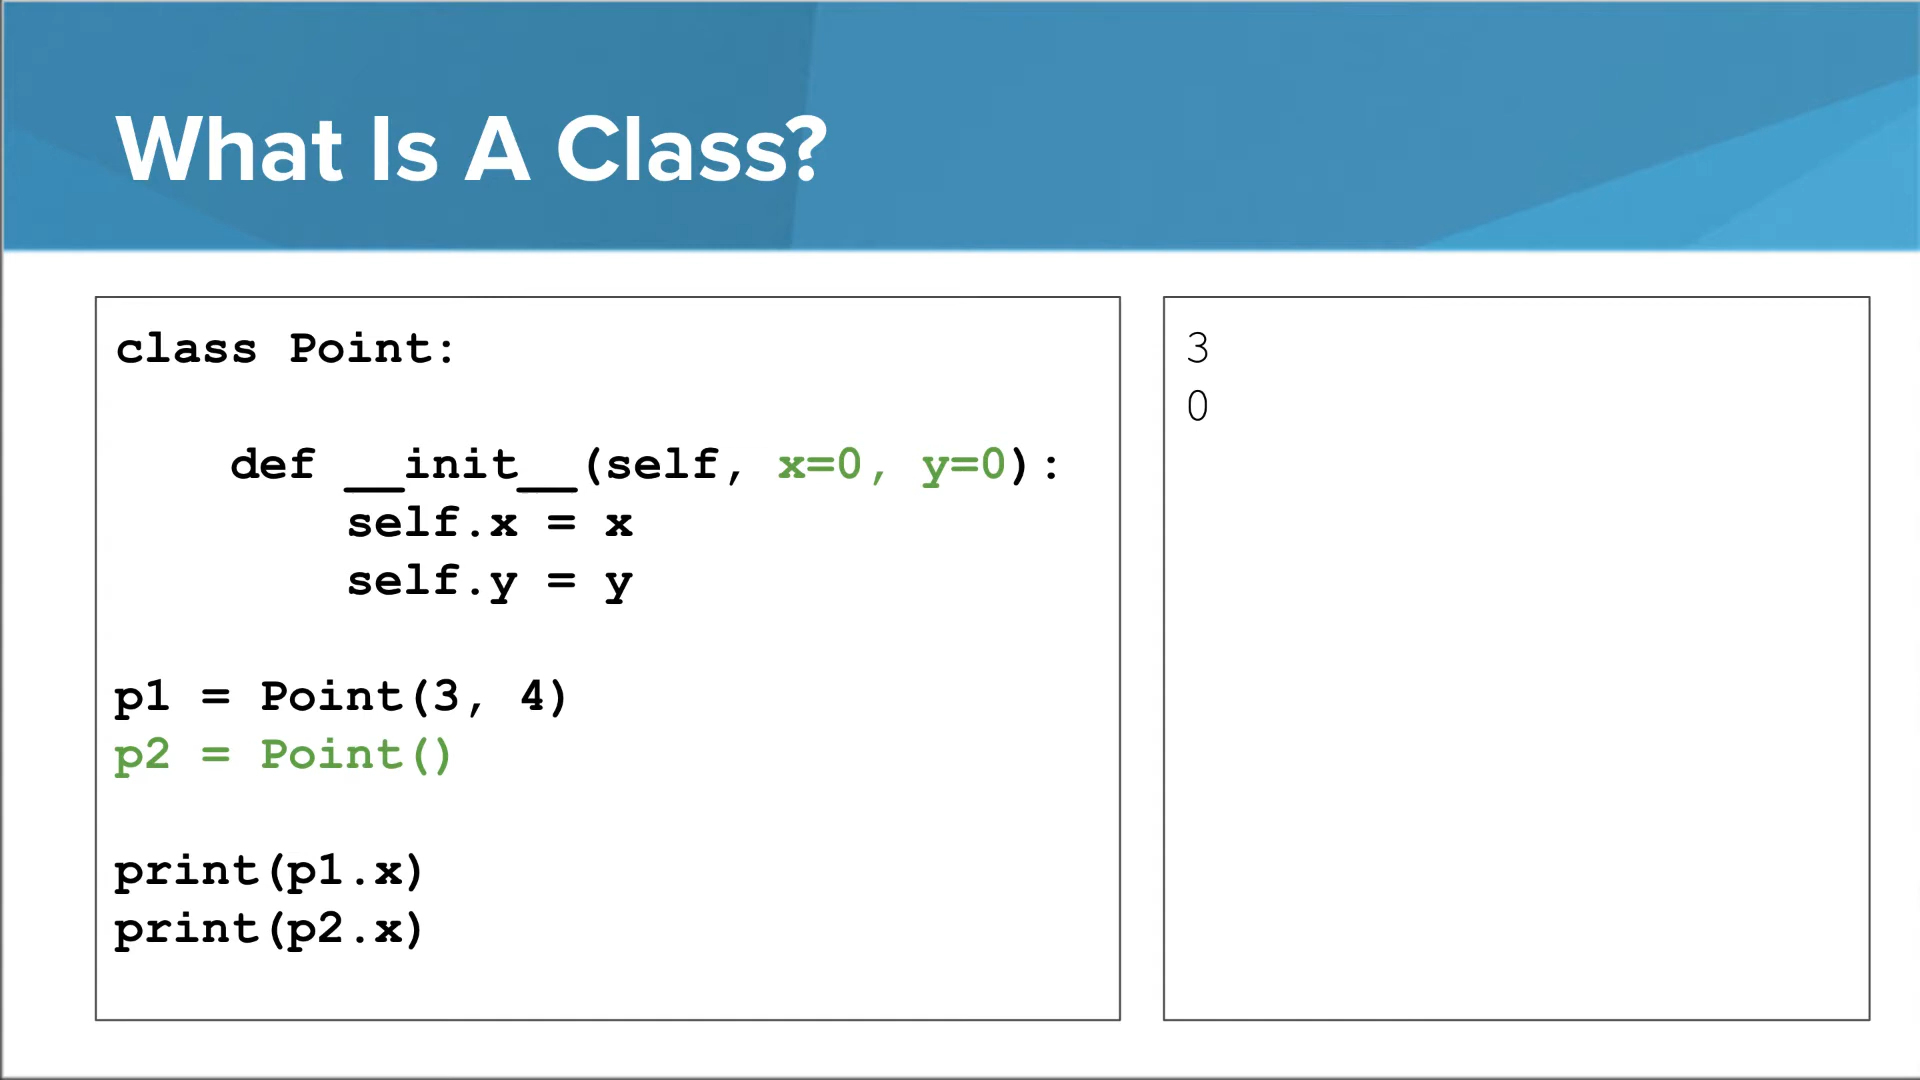 What Is A Class?
class Point:
    def __init__(self, x=0, y=0):
        self.x = x
        self.y = y
p1 = Point(3, 4)
p2 = Point()
print(p1.x)
print(p2.x)
3
0